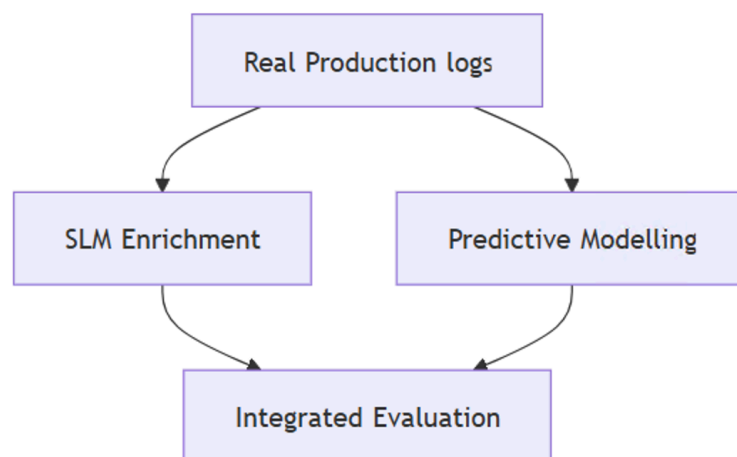 Real Production logs
SLM Enrichment
Predictive Modelling
Integrated Evaluation